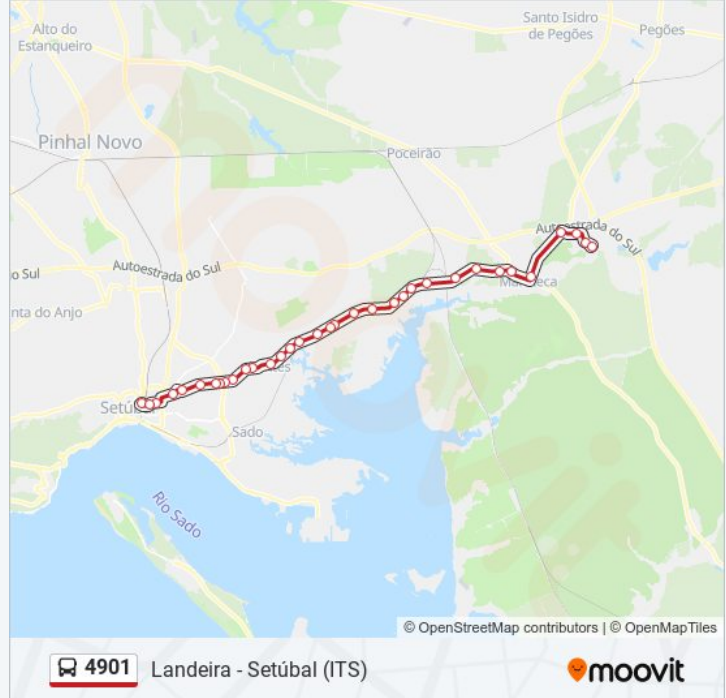 Alto do
Estanqueiro
Santo Isidro
de Pegões
Pegões
Pinhal Novo
Poceirão
Autoestrada do Sul
o Sul
Autoestrada do Sul
nta do Anjo
Setúb
Sado
Rio Sado
© OpenStreetMap contributors | © OpenMapTiles
4901
Landeira - Setúbal (ITS)
moovit